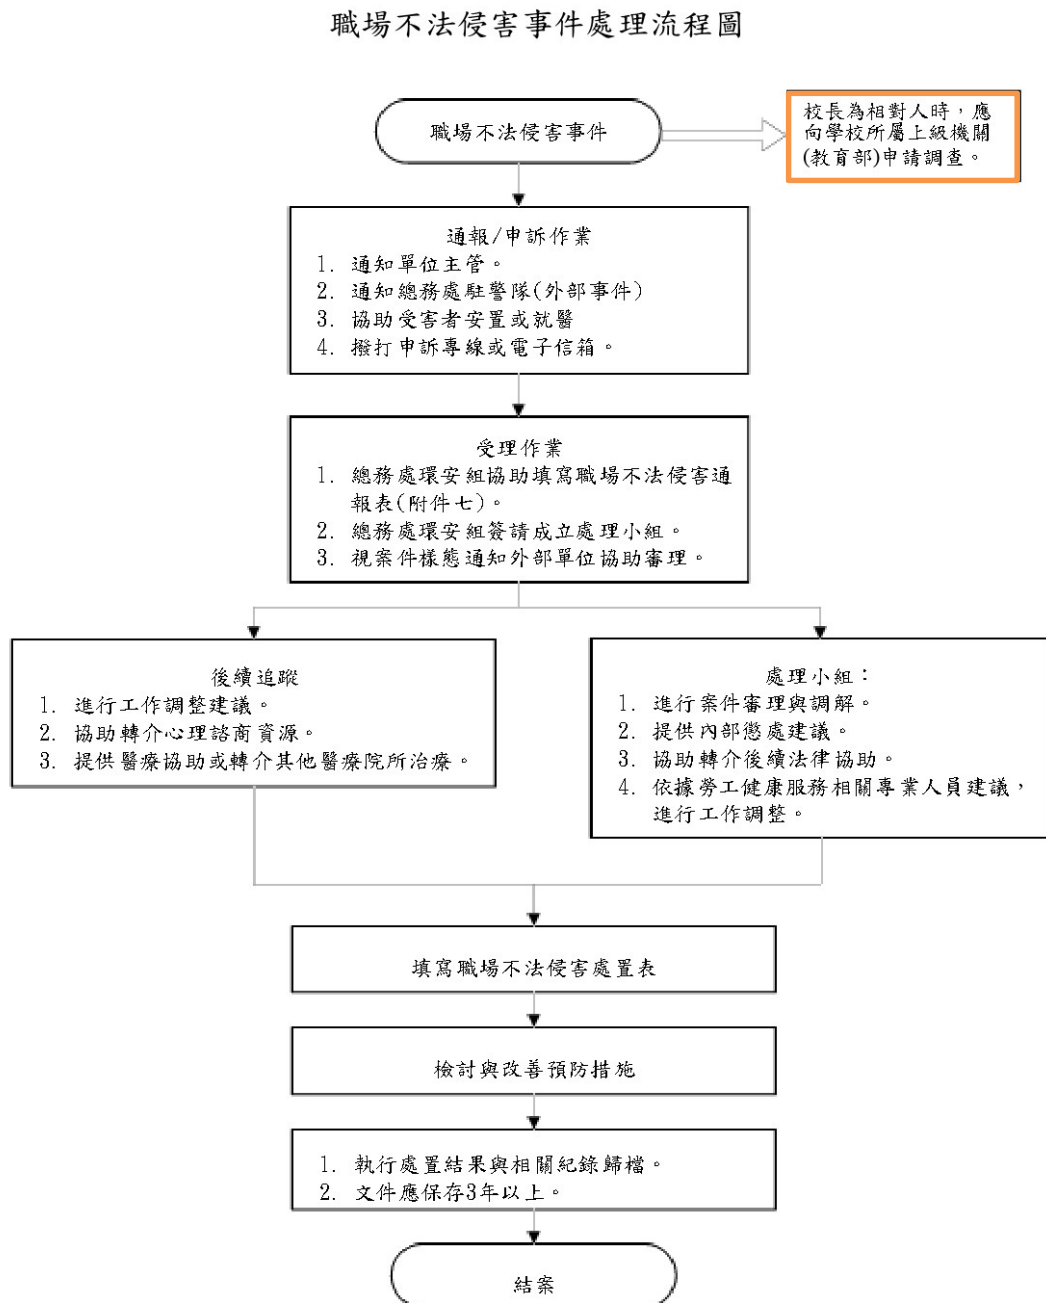 職場不法侵害事件處理流程圖
職場不法侵害事件
校長為相對人時，應
向學校所屬上級機關
(教育部)申請調查。
通報/申訴作業
1. 通知單位主管。
2. 通知總務處駐警隊(外部事件)
3. 協助受害者安置或就醫
4. 撥打申訴專線或電子信箱。
受理作業
1. 總務處環安組協助填寫職場不法侵害通
報表(附件七)。
2. 總務處環安組簽請成立處理小組。
3. 視案件樣態通知外部單位協助審理。
後續追蹤
1. 進行工作調整建議。
2. 協助轉介心理諮商資源。
3. 提供醫療協助或轉介其他醫療院所治療。
處理小組：
1. 進行案件審理與調解。
2. 提供內部懲處建議。
3. 協助轉介後續法律協助。
4. 依據勞工健康服務相關專業人員建議，
進行工作調整。
填寫職場不法侵害處置表
檢討與改善預防措施
1. 執行處置結果與相關紀錄歸檔。
2. 文件應保存3年以上。
結案